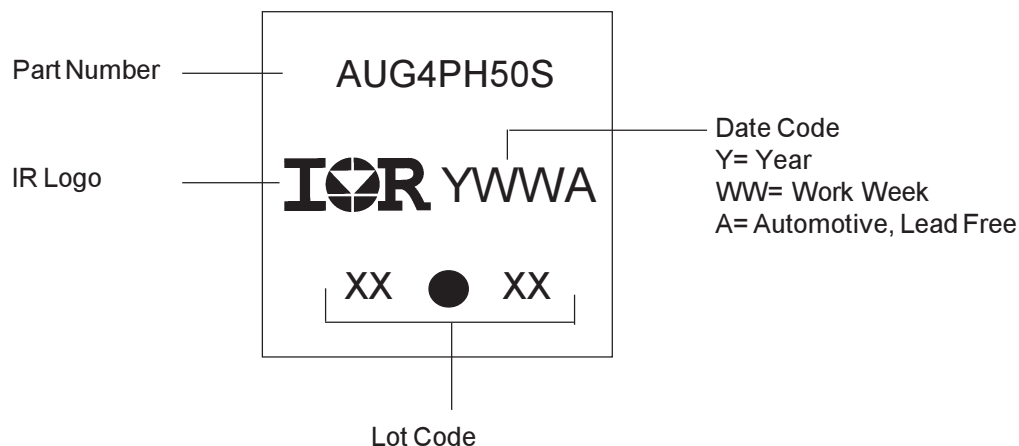 Part Number
AUG4PH50S
IR Logo
IOR YWWA
Date Code
Y= Year
WW= Work Week
A= Automotive, Lead Free
XX XX
Lot Code